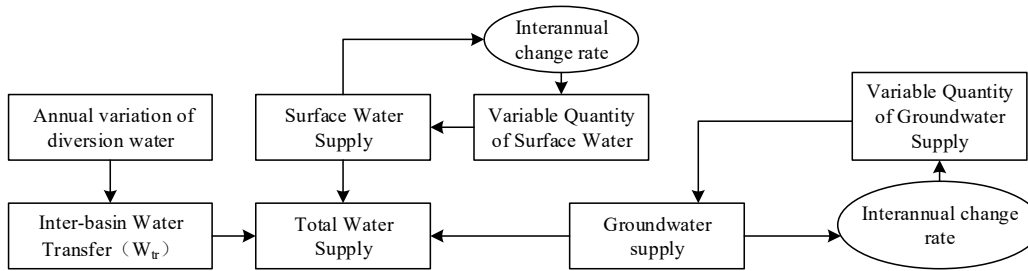 Interannual
change rate
Annual variation of
diversion water
Surface Water
Supply
Variable Quantity
of Surface Water
Variable Quantity
of Groundwater
Supply
Inter-basin Water
Transfer（Wtr）
Total Water
Supply
Groundwater
supply
Interannual change
rate